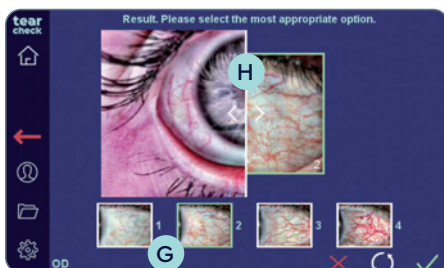 tear
check
Result. Please select the most appropriate option.
H
2
1
2
3
4
G
OD